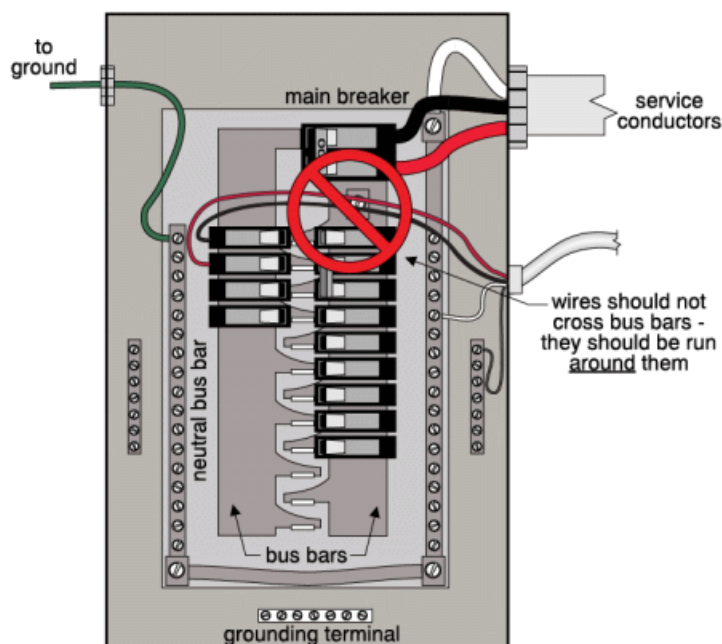 to
ground
main breaker
service
conductors
wires should not
cross bus bars -
they should be run
around them
neutral bus bar
bus bars
grounding terminal